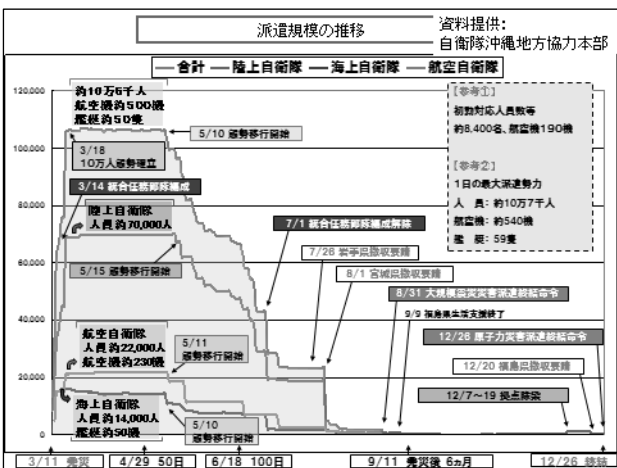 派遣規模の推移
資料提供:
自衛隊沖縄地方協力本部
合計 陸上自衛隊 海上自衛隊 航空自衛隊
120,000
100,000
80,000
60,000
40,000
20,000
0
約10万6千人
航空機約500機
艦艇約50隻
5/10 態勢移行開始
3/18
10万人態勢確立
3/14 統合任務部隊編成
陸上自衛隊
人員約70,000人
5/15 態勢移行開始
航空自衛隊
人員約22,000人
航空機約230機
5/11
態勢移行開始
海上自衛隊
人員約14,000人
艦艇約50機
5/10
態勢移行開始
【参考①】
初動対応人員数等
約8,400名、航空機190機
【参考②】
1日の最大派遣勢力
人 員:約10万7千人
航空機:約540機
艦 艇:59隻
7/1 統合任務部隊編成解除
7/26 岩手県撤収要請
8/1 宮城県撤収要請
8/31 大規模震災災害派遣終結命令
9/9 福島県生活支援終了
12/26 原子力災害派遣終結命令
12/20 福島県撤収要請
12/7～19 拠点除染
3/11 発災
4/29 50日
6/18 100日
9/11 発災後 6ヵ月
12/26 終結